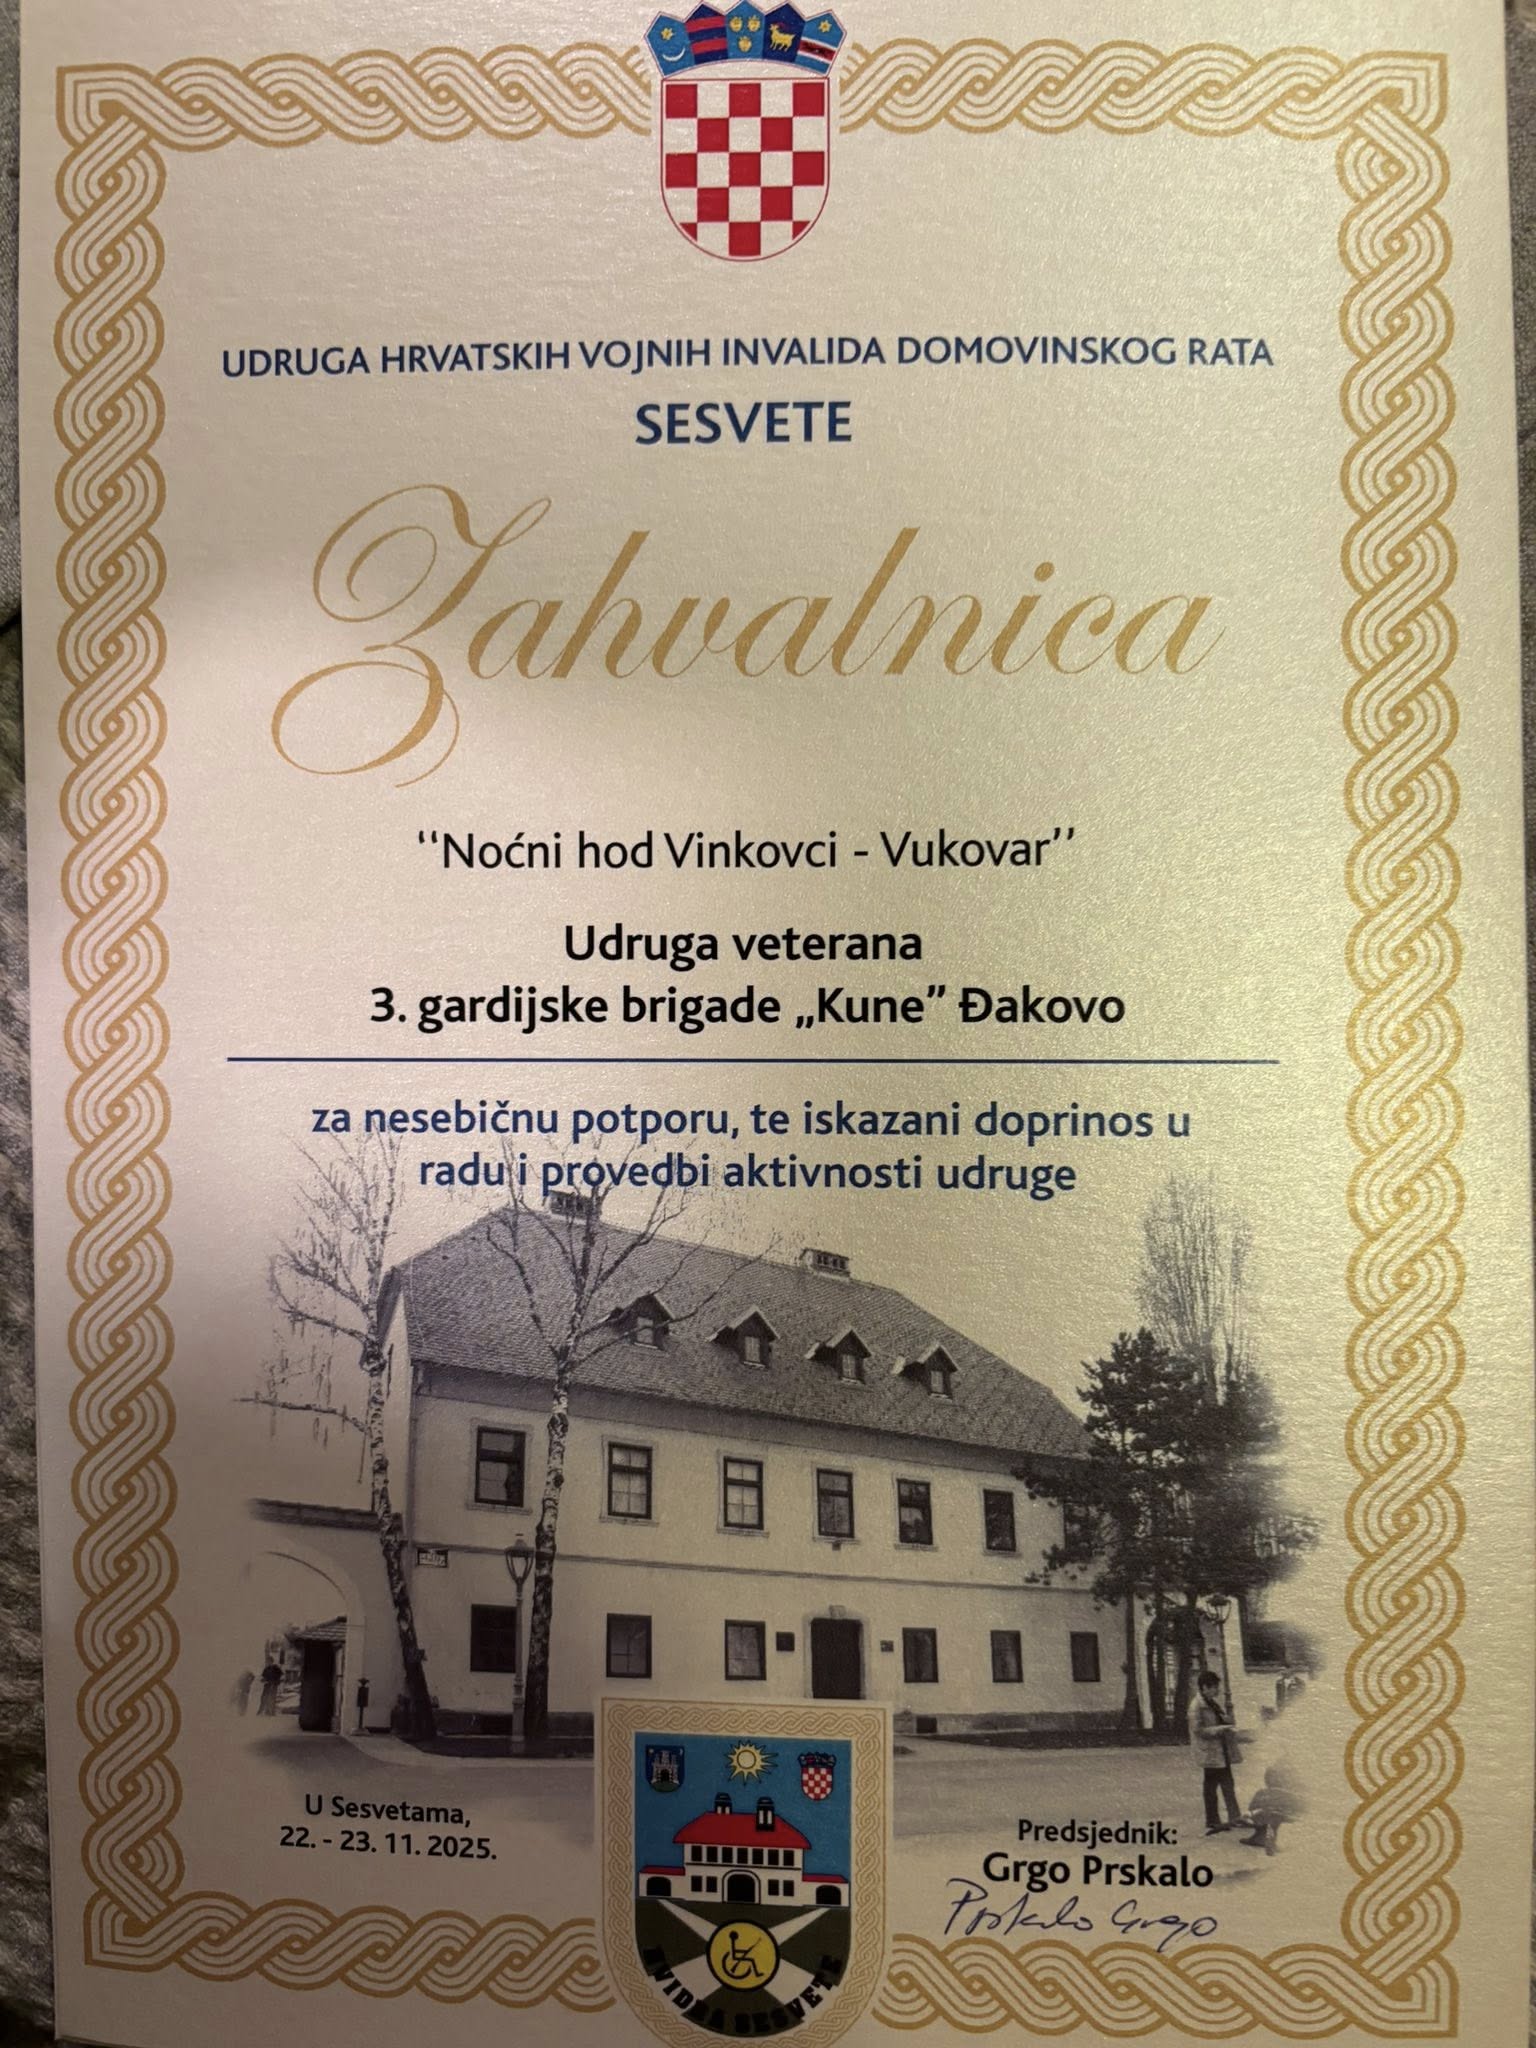 UDRUGA HRVATSKIH VOJNIH INVALIDA DOMOVINSKOG RATA
SESVETE
Zahvalnica
‘‘Noćni hod Vinkovci - Vukovar’’
Udruga veterana
3. gardijske brigade „Kune” Đakovo
za nesebičnu potporu, te iskazani doprinos u
radu i provedbi aktivnosti udruge
U Sesvetama,
22. - 23. 11. 2025.
Predsjednik:
Grgo Prskalo
Prskalo Grgo
HVIDRA SESVETE